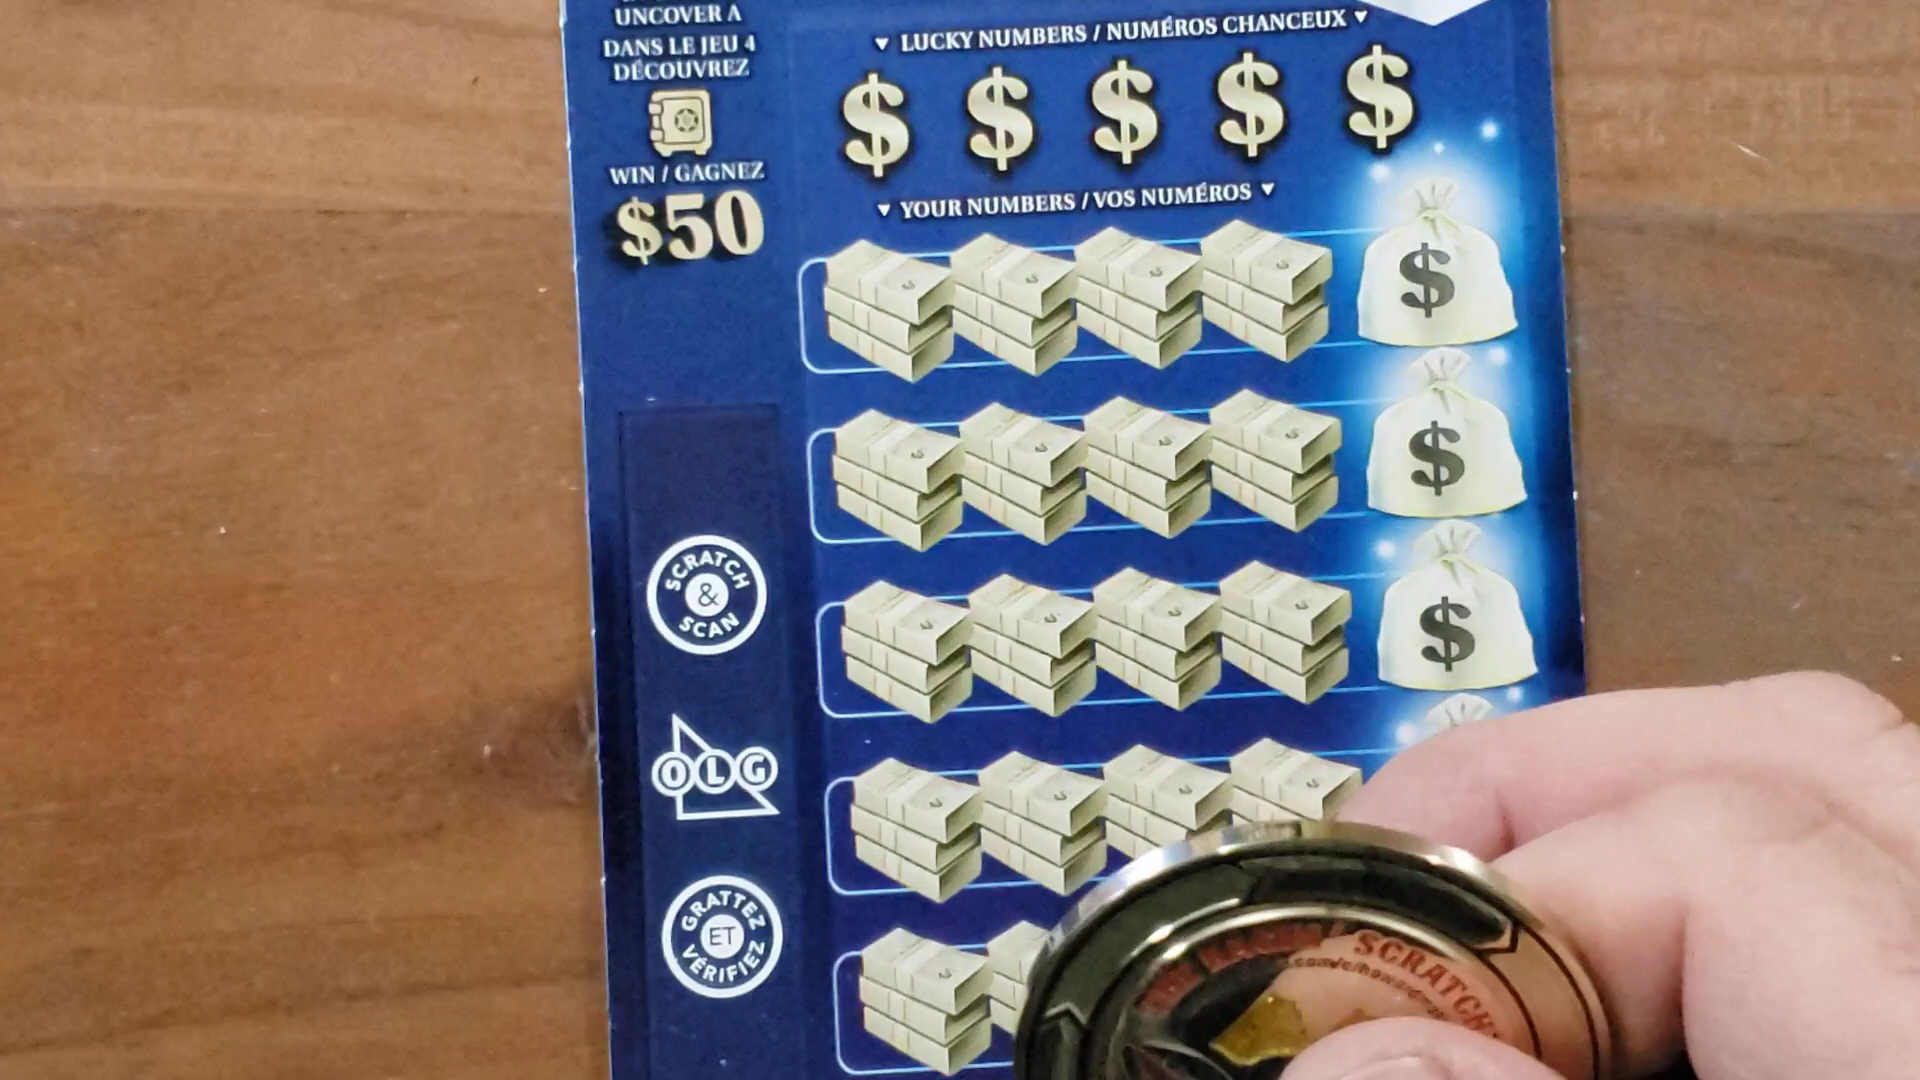 UNCOVER A
DANS LE JEU 4
DÉCOUVREZ
WIN / GAGNEZ
$50
LUCKY NUMBERS / NUMÉROS CHANCEUX
$ $ $ $ $
YOUR NUMBERS / VOS NUMÉROS
$
$
$
SCRATCH
&
SCAN
OLG
GRATTEZ
ET
VÉRIFIEZ
SCRATCH